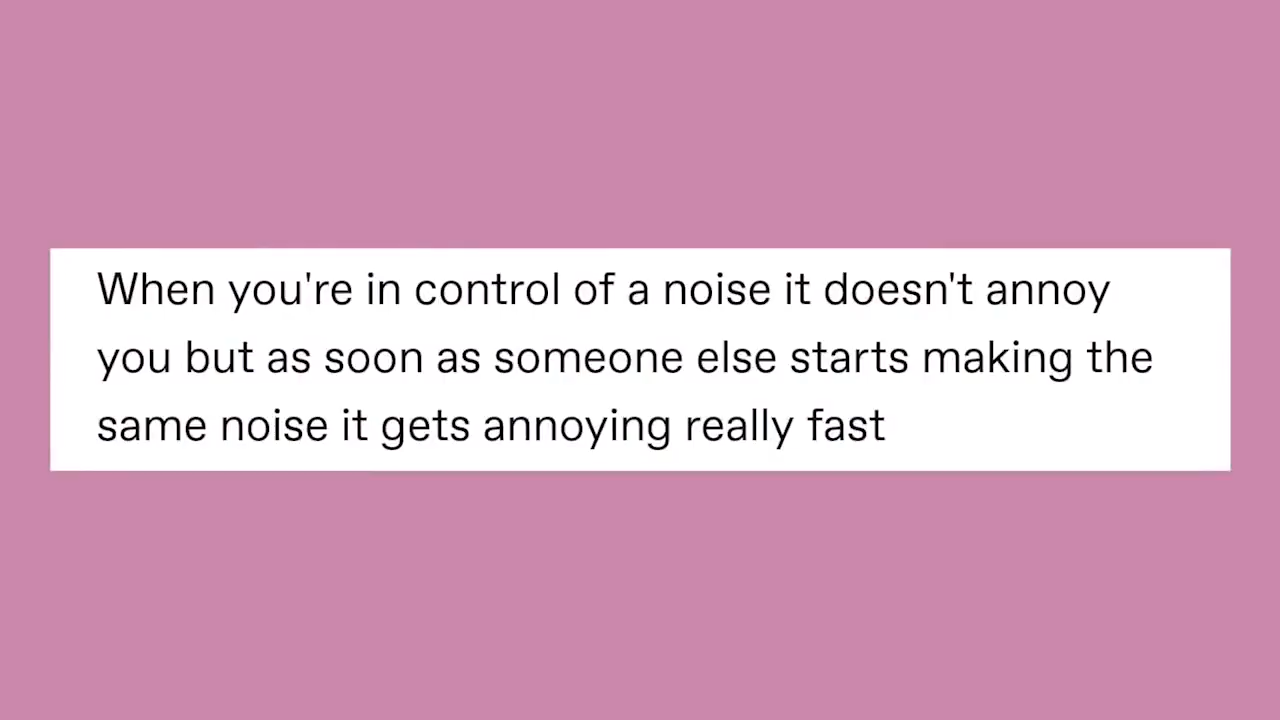 When you're in control of a noise it doesn't annoy
you but as soon as someone else starts making the
same noise it gets annoying really fast